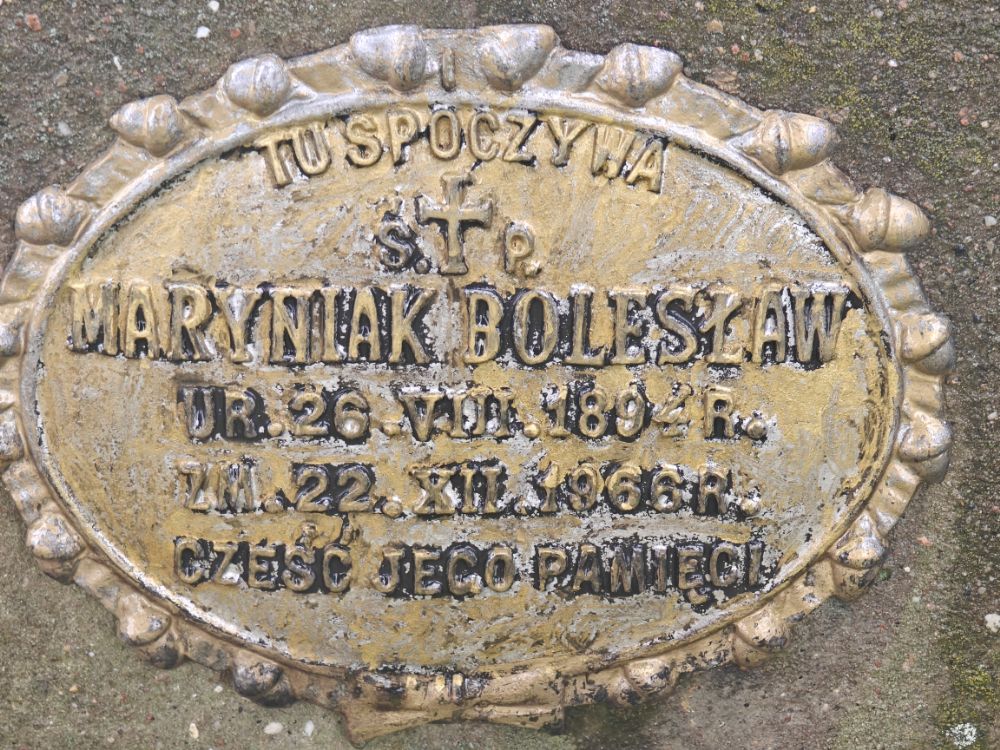 TU SPOCZYWA
Ś. P.
MARYNIAK BOLESŁAW
UR. 26. VIII. 1894 R.
ZM. 22. XII. 1966 R.
CZEŚĆ JEGO PAMIĘCI